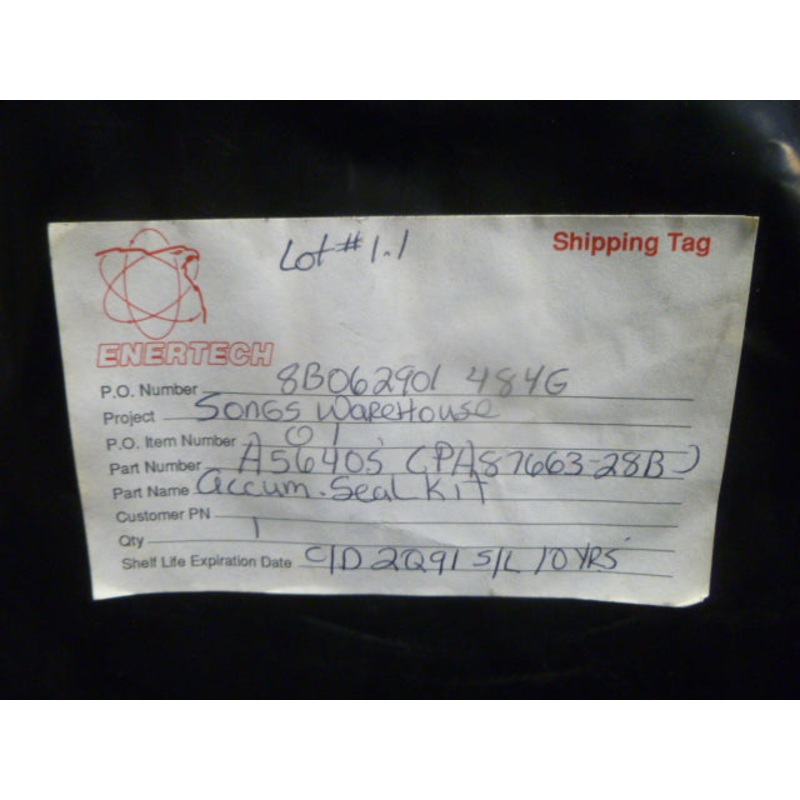 Lot # 1.1
Shipping Tag
ENERTECH
P.O. Number 8B062901 484G
Project SONGS WAREHOUSE
P.O. Item Number 01
Part Number A56405 (PA87663-28B)
Part Name Accum. Seal Kit
Customer PN
Qty 1
Shelf Life Expiration Date C/D 2Q91 S/L 10 YRS